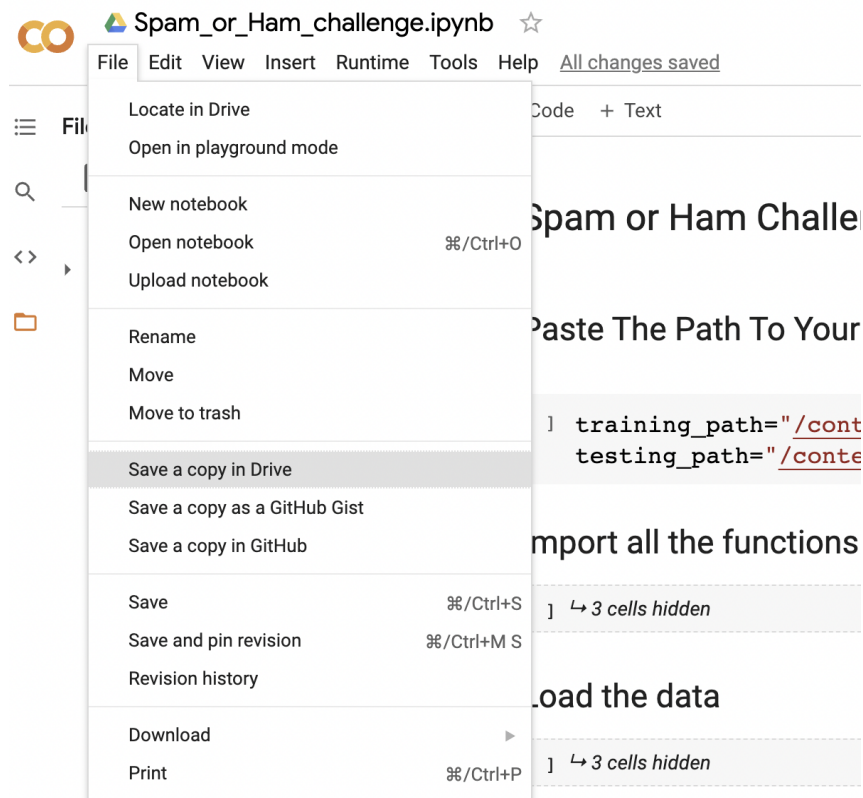 Spam_or_Ham_challenge.ipynb
File Edit View Insert Runtime Tools Help All changes saved
Locate in Drive
Open in playground mode
New notebook
Open notebook ⌘/Ctrl+O
Upload notebook
Rename
Move
Move to trash
Save a copy in Drive
Save a copy as a GitHub Gist
Save a copy in GitHub
Save ⌘/Ctrl+S
Save and pin revision ⌘/Ctrl+M S
Revision history
Download
Print ⌘/Ctrl+P
Code + Text
Spam or Ham Challe
Paste The Path To Your
] training_path="/cont
testing_path="/conte
mport all the functions
] ↪ 3 cells hidden
Load the data
] ↪ 3 cells hidden